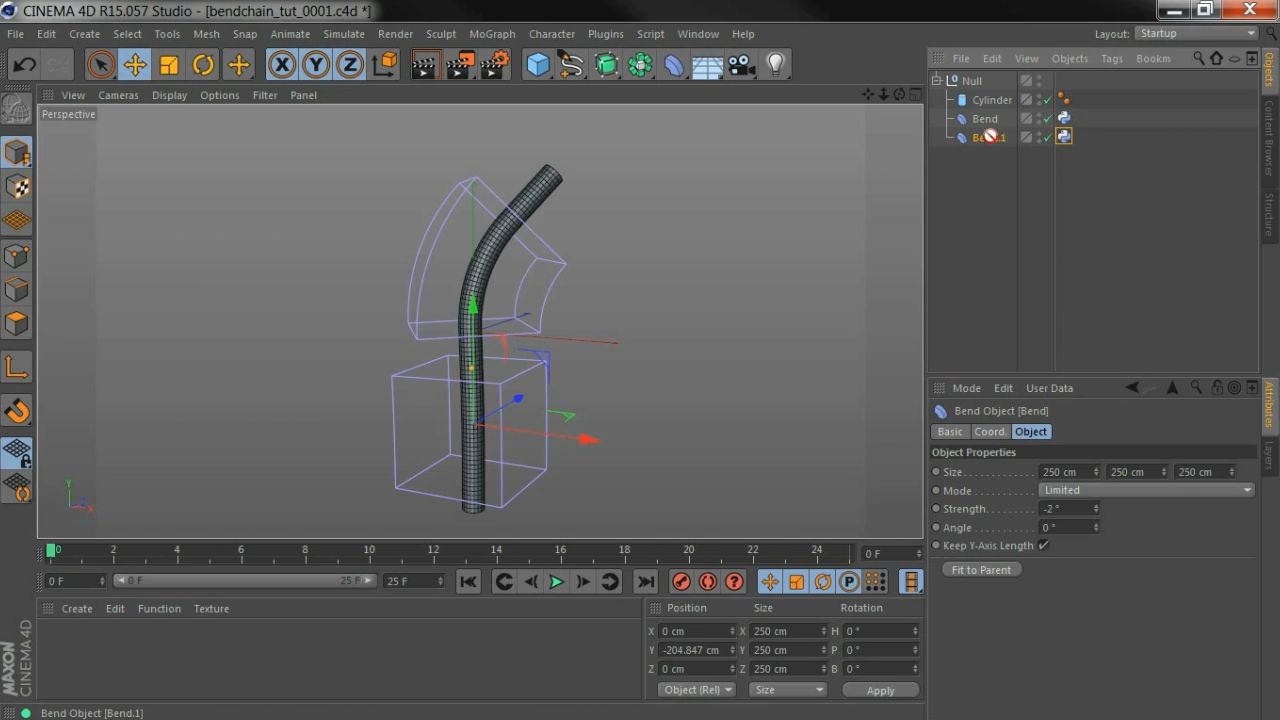 CINEMA 4D R15.057 Studio - [bendchain_tut_0001.c4d *]
File Edit Create Select Tools Mesh Snap Animate Simulate Render Sculpt MoGraph Character Plugins Script Window Help Layout: Startup
X Y Z
File Edit View Objects Tags Bookm
View Cameras Display Options Filter Panel
Perspective
Null
Cylinder
Bend
Objects
Content Browser
Structure
Y
Z
X
Mode Edit User Data
Bend Object [Bend]
Basic Coord. Object
Object Properties
Size 250 cm 250 cm 250 cm
Mode Limited
Strength -2 °
Angle 0 °
Keep Y-Axis Length
Fit to Parent
Attributes
Layers
0 2 4 6 8 10 12 14 16 18 20 22 24 0 F
0 F 0 F 25 F 25 F P
Create Edit Function Texture
Position Size Rotation
X 0 cm X 250 cm H 0 °
Y -204.847 cm Y 250 cm P 0 °
Z 0 cm Z 250 cm B 0 °
Object (Rel) Size Apply
MAXON CINEMA 4D
Bend Object [Bend.1]